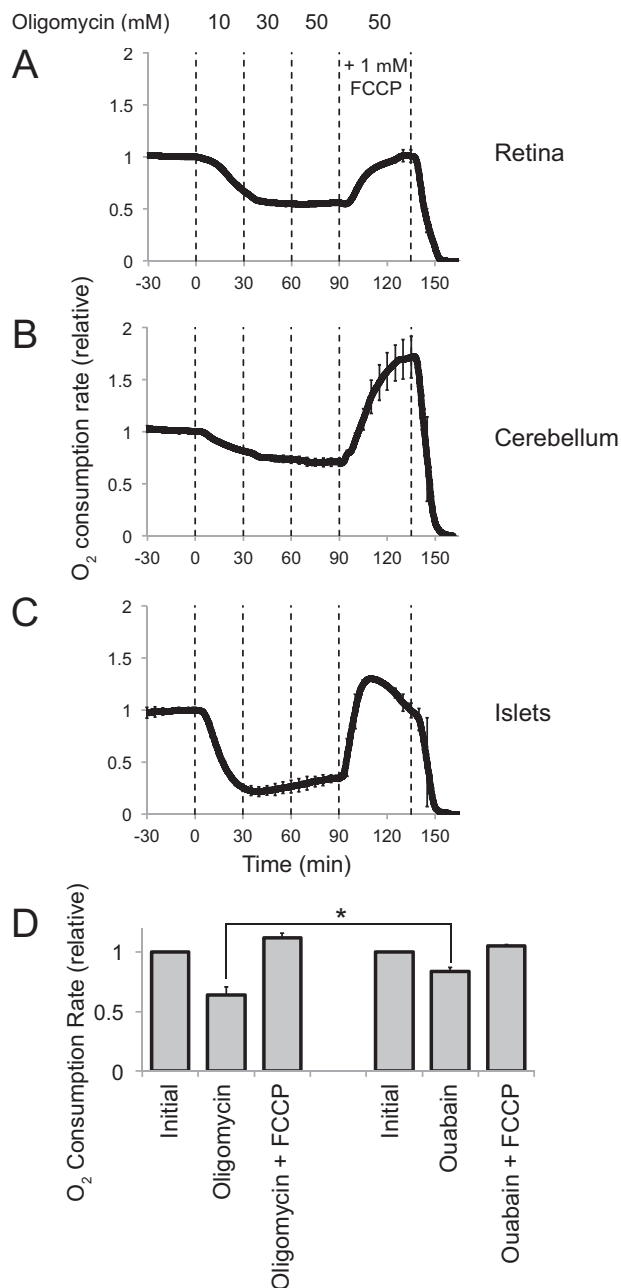 Oligomycin (mM) 10 30 50 50
A
2
1.5
1
0.5
0
+ 1 mM
FCCP
Retina
-30 0 30 60 90 120 150
B
2
1.5
1
0.5
0
Cerebellum
-30 0 30 60 90 120 150
O2 consumption rate (relative)
C
2
1.5
1
0.5
0
Islets
-30 0 30 60 90 120 150
Time (min)
D
O2 Consumption Rate (relative)
1
0.5
0
*
Initial
Oligomycin
Oligomycin + FCCP
Initial
Ouabain
Ouabain + FCCP